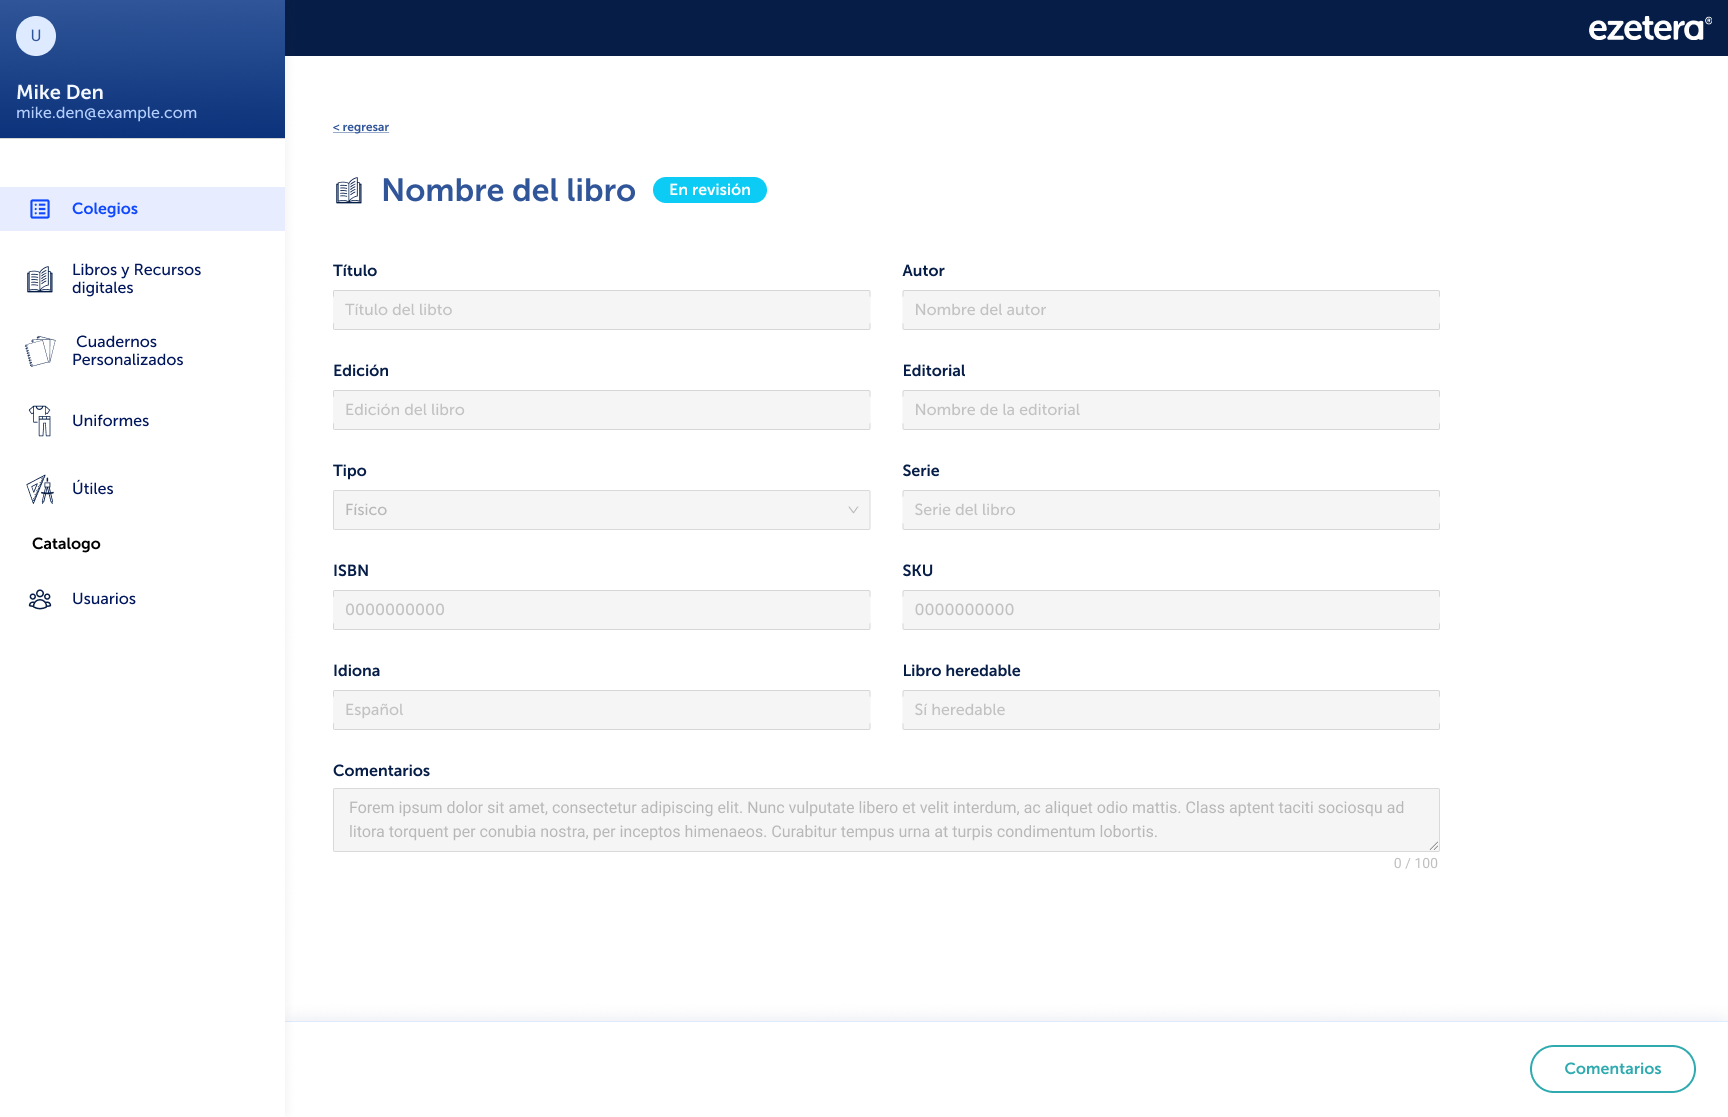 U
Mike Den
mike.den@example.com
Colegios
Libros y Recursos
digitales
Cuadernos
Personalizados
Uniformes
Útiles
Catalogo
Usuarios
ezetera®
< regresar
Nombre del libro
En revisión
Título
Autor
Título del libto
Nombre del autor
Edición
Editorial
Edición del libro
Nombre de la editorial
Tipo
Serie
Físico
Serie del libro
ISBN
SKU
0000000000
0000000000
Idiona
Libro heredable
Español
Sí heredable
Comentarios
Forem ipsum dolor sit amet, consectetur adipiscing elit. Nunc vulputate libero et velit interdum, ac aliquet odio mattis. Class aptent taciti sociosqu ad
litora torquent per conubia nostra, per inceptos himenaeos. Curabitur tempus urna at turpis condimentum lobortis.
0 / 100
Comentarios